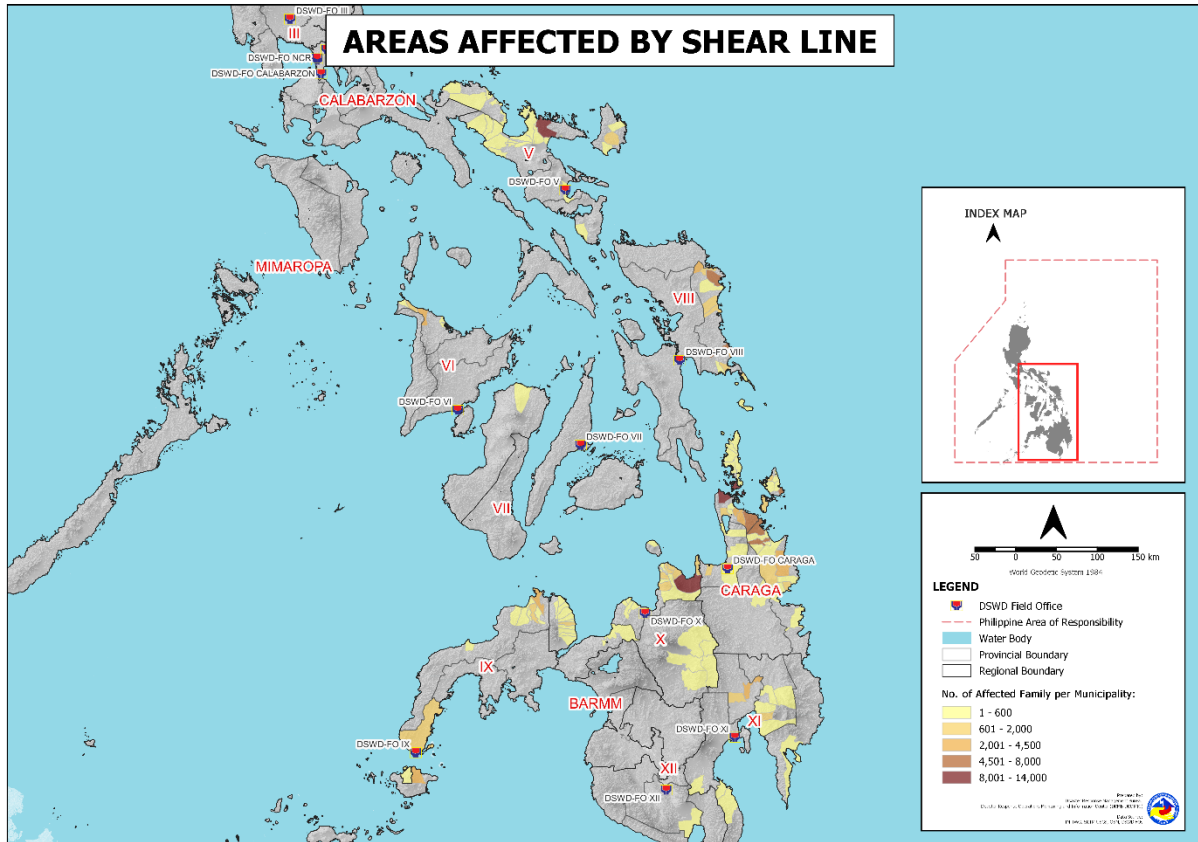 AREAS AFFECTED BY SHEAR LINE
DSWD-FO III
III
DSWD-FO NCR
DSWD-FO CALABARZON
CALABARZON
V
DSWD-FO V
MIMAROPA
VIII
DSWD-FO VIII
VI
DSWD-FO VI
DSWD-FO VII
VII
DSWD-FO CARAGA
CARAGA
DSWD-FO X
X
IX
BARMM
DSWD-FO IX
XI
DSWD-FO XI
XII
DSWD-FO XII
INDEX MAP
50 0 50 100 150 km
World Geodetic System 1984
LEGEND
DSWD Field Office
Philippine Area of Responsibility
Water Body
Provincial Boundary
Regional Boundary
No. of Affected Family per Municipality:
1 - 600
601 - 2,000
2,001 - 4,500
4,501 - 8,000
8,001 - 14,000